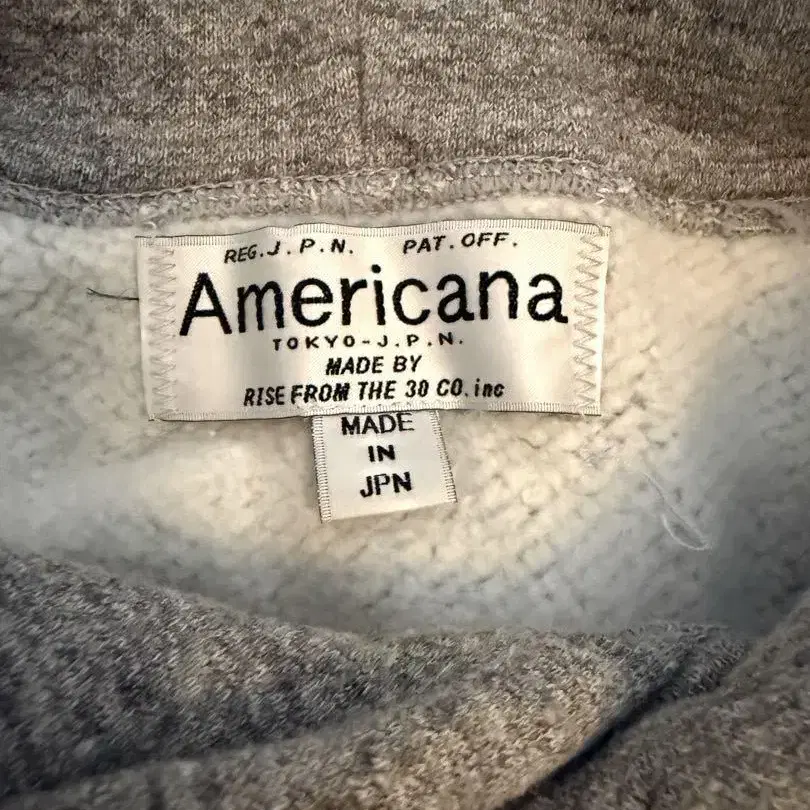 REG.J.P.N. PAT.OFF.
Americana
TOKYO-J.P.N.
MADE BY
RISE FROM THE 30 CO.inc
MADE
IN
JPN